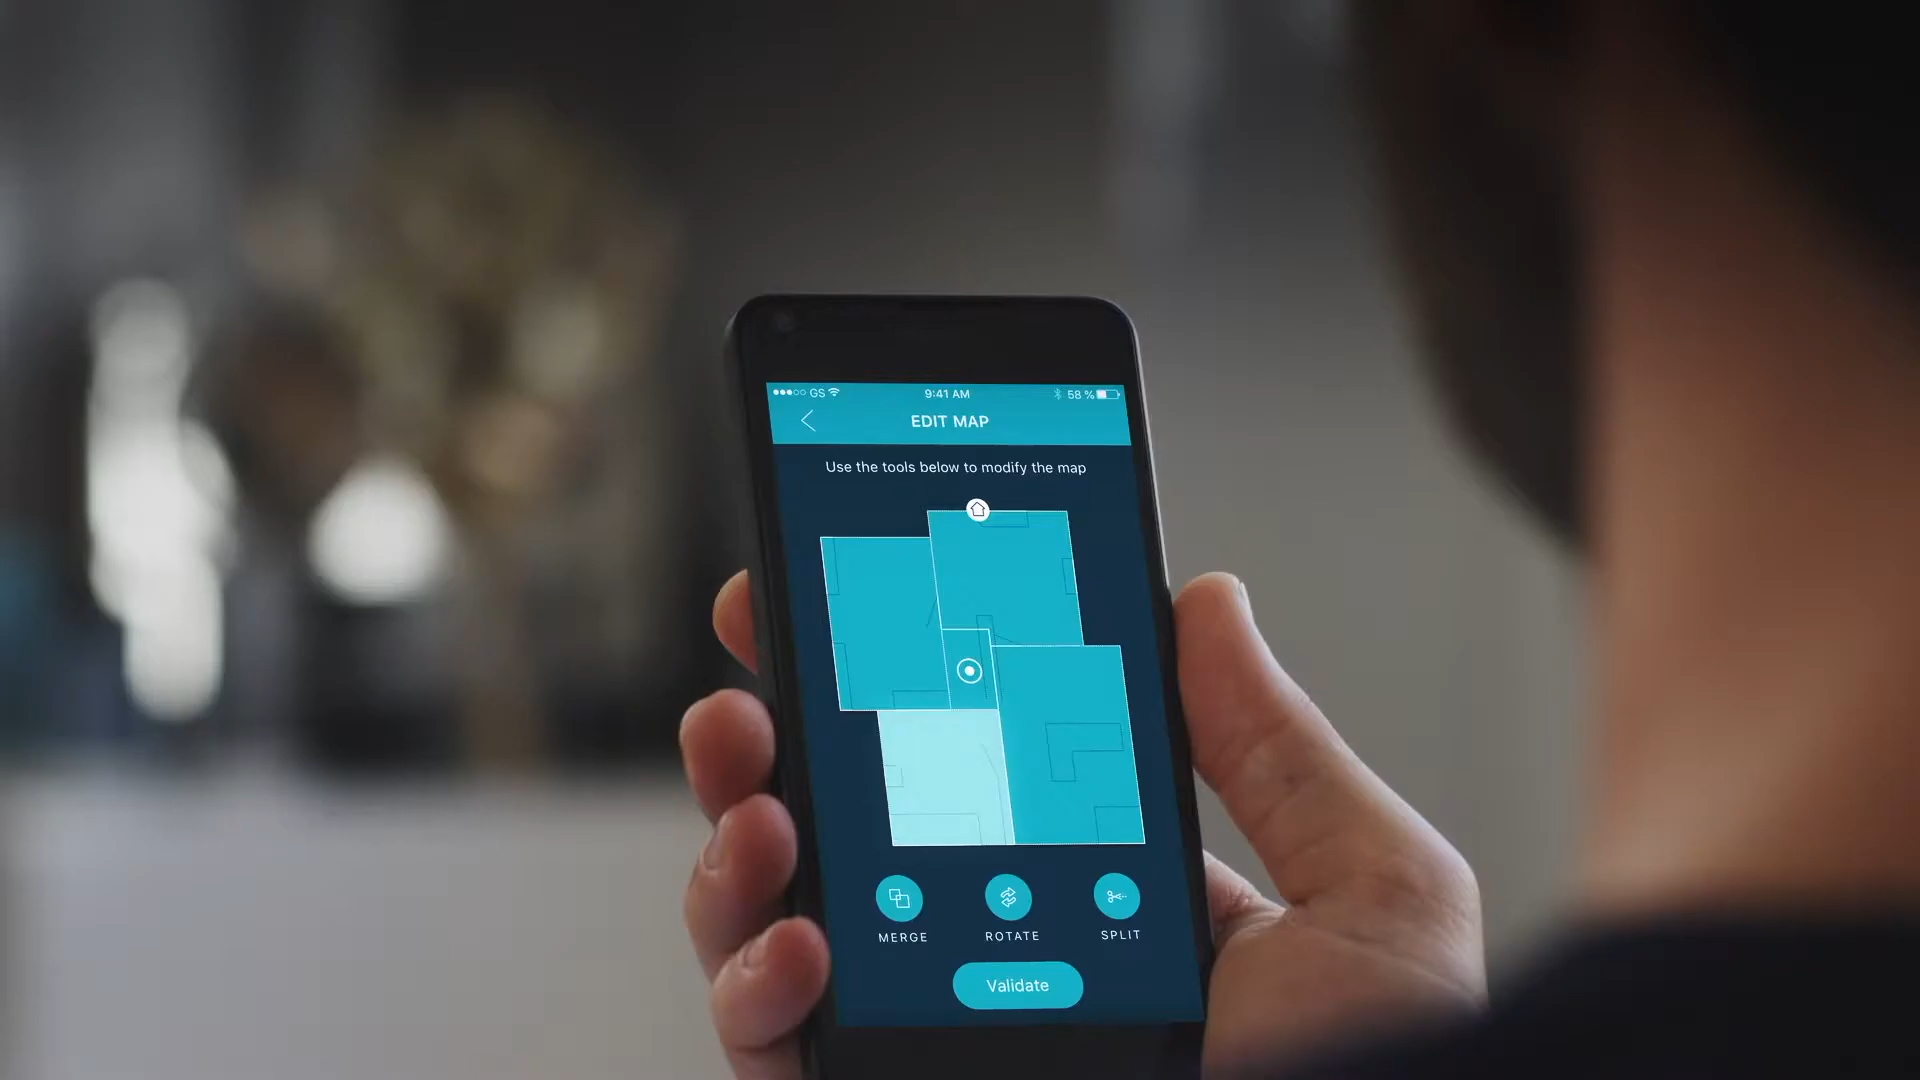 GS 9:41 AM 58 %
EDIT MAP
Use the tools below to modify the map
MERGE ROTATE SPLIT
Validate